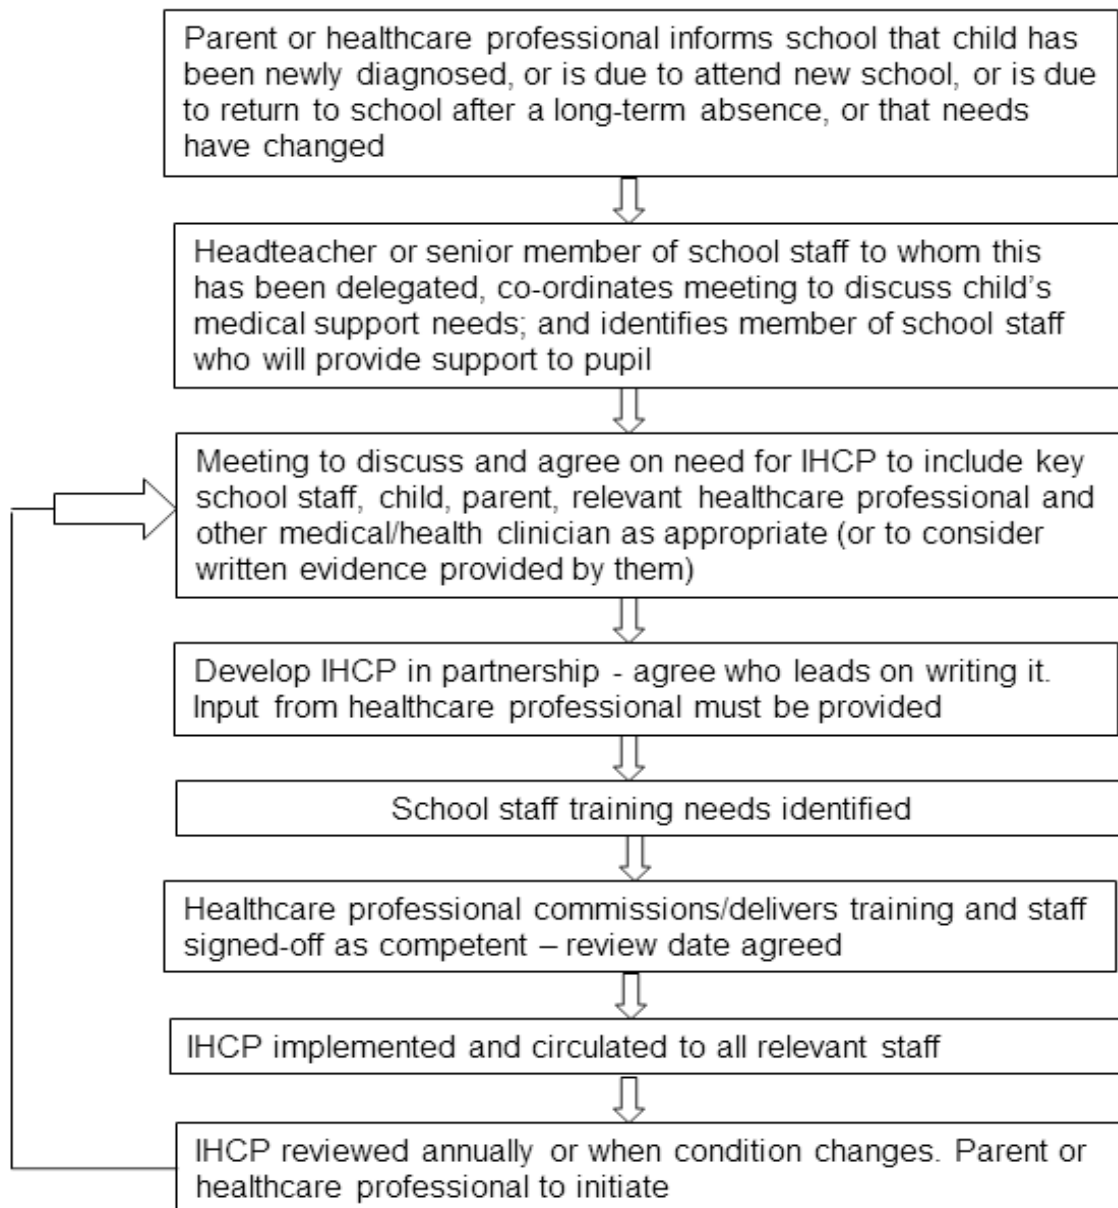 Parent or healthcare professional informs school that child has
been newly diagnosed, or is due to attend new school, or is due
to return to school after a long-term absence, or that needs
have changed
Headteacher or senior member of school staff to whom this
has been delegated, co-ordinates meeting to discuss child's
medical support needs; and identifies member of school staff
who will provide support to pupil
Meeting to discuss and agree on need for IHCP to include key
school staff, child, parent, relevant healthcare professional and
other medical/health clinician as appropriate (or to consider
written evidence provided by them)
Develop IHCP in partnership - agree who leads on writing it.
Input from healthcare professional must be provided
School staff training needs identified
Healthcare professional commissions/delivers training and staff
signed-off as competent – review date agreed
IHCP implemented and circulated to all relevant staff
IHCP reviewed annually or when condition changes. Parent or
healthcare professional to initiate